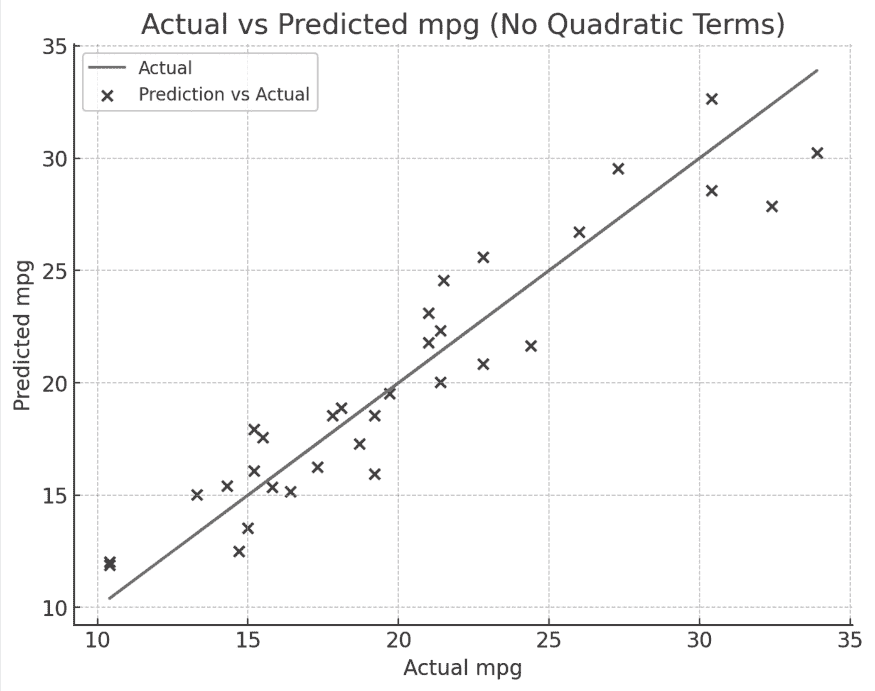 Actual vs Predicted mpg (No Quadratic Terms)
Actual
Prediction vs Actual
35
30
25
20
15
10
Predicted mpg
10 15 20 25 30 35
Actual mpg